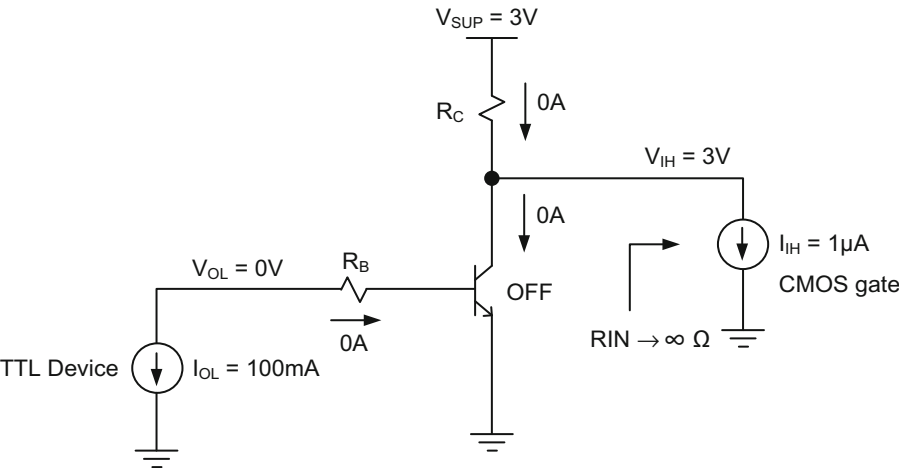 V_SUP = 3V
R_C
0A
V_IH = 3V
0A
I_IH = 1µA
CMOS gate
V_OL = 0V
R_B
OFF
0A
RIN → ∞ Ω
TTL Device
I_OL = 100mA